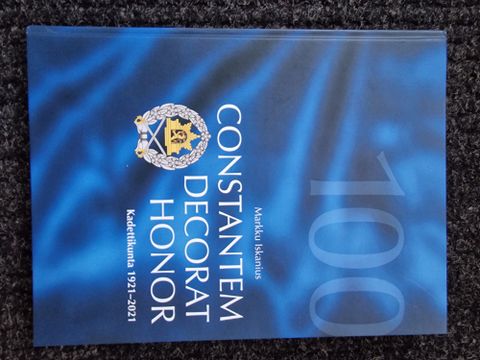 100
Markku Iskanius
CONSTANTEM
DECORAT
HONOR
Kadettikunta 1921–2021